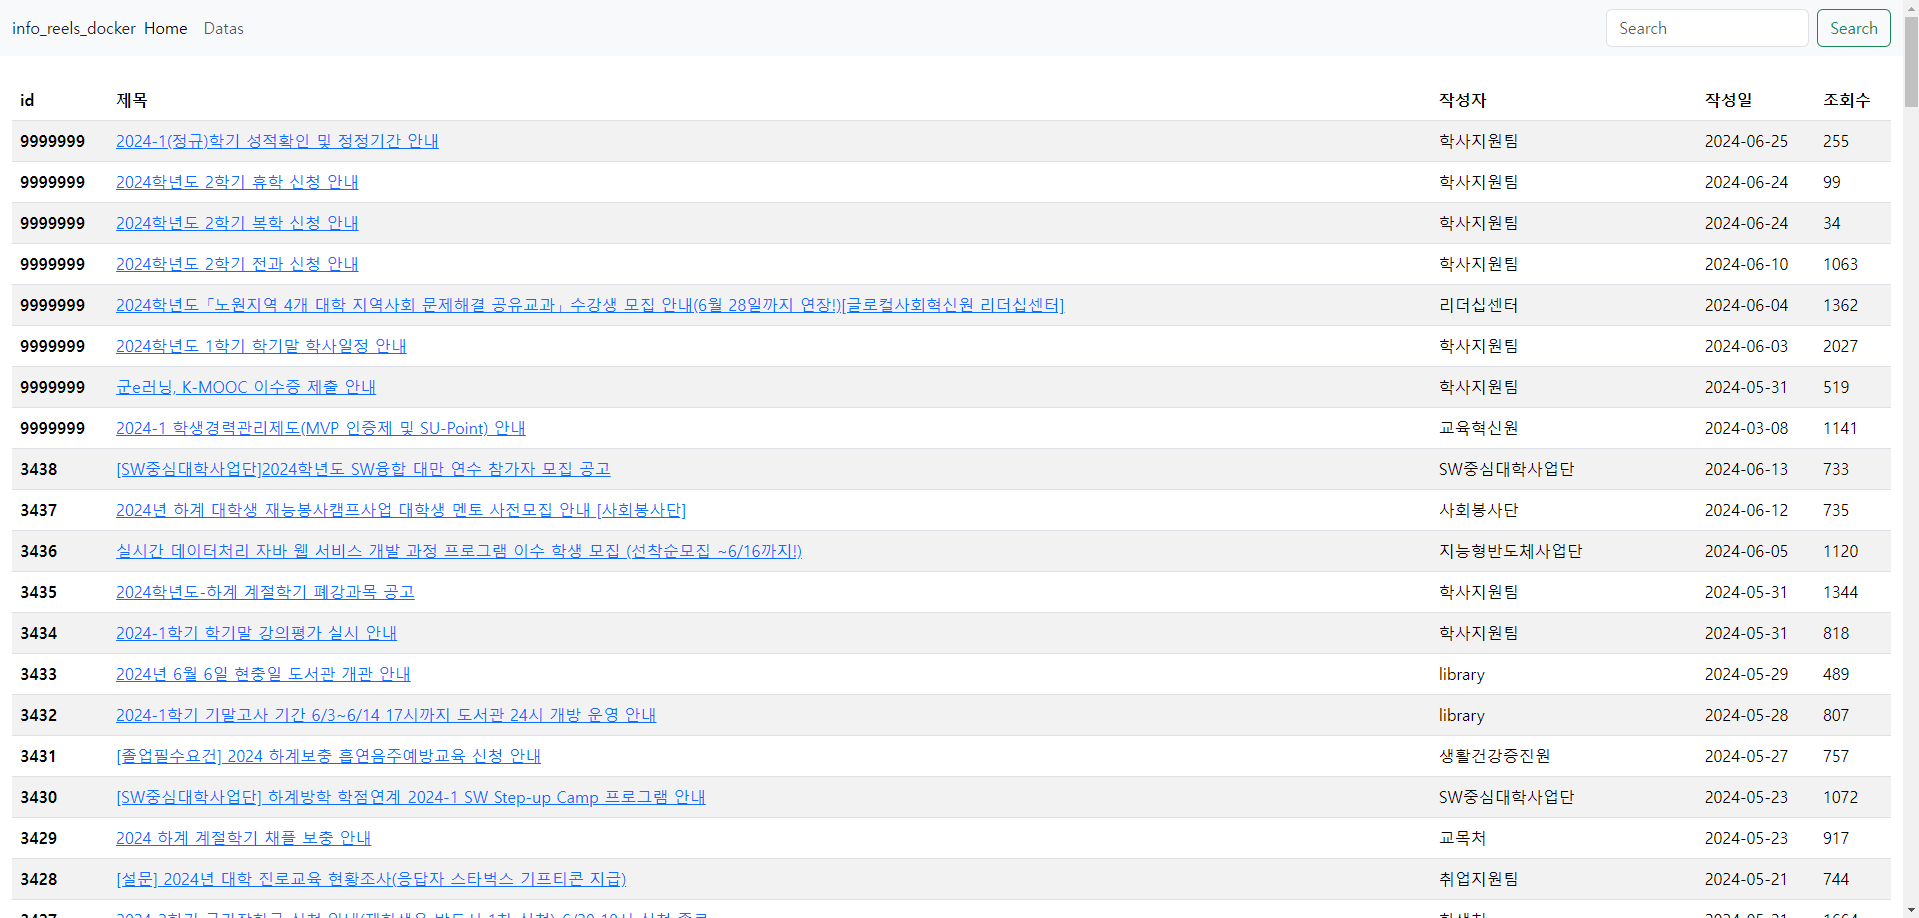 info_reels_docker Home Datas Search Search
id 제목 작성자 작성일 조회수
9999999 2024-1(정규)학기 성적확인 및 정정기간 안내 학사지원팀 2024-06-25 255
9999999 2024학년도 2학기 휴학 신청 안내 학사지원팀 2024-06-24 99
9999999 2024학년도 2학기 복학 신청 안내 학사지원팀 2024-06-24 34
9999999 2024학년도 2학기 전과 신청 안내 학사지원팀 2024-06-10 1063
9999999 2024학년도 「노원지역 4개 대학 지역사회 문제해결 공유교과」 수강생 모집 안내(6월 28일까지 연장!)[글로컬사회혁신원 리더십센터] 리더십센터 2024-06-04 1362
9999999 2024학년도 1학기 학기말 학사일정 안내 학사지원팀 2024-06-03 2027
9999999 군e러닝, K-MOOC 이수증 제출 안내 학사지원팀 2024-05-31 519
9999999 2024-1 학생경력관리제도(MVP 인증제 및 SU-Point) 안내 교육혁신원 2024-03-08 1141
3438 [SW중심대학사업단]2024학년도 SW융합 대만 연수 참가자 모집 공고 SW중심대학사업단 2024-06-13 733
3437 2024년 하계 대학생 재능봉사캠프사업 대학생 멘토 사전모집 안내 [사회봉사단] 사회봉사단 2024-06-12 735
3436 실시간 데이터처리 자바 웹 서비스 개발 과정 프로그램 이수 학생 모집 (선착순모집 ~6/16까지!) 지능형반도체사업단 2024-06-05 1120
3435 2024학년도-하계 계절학기 폐강과목 공고 학사지원팀 2024-05-31 1344
3434 2024-1학기 학기말 강의평가 실시 안내 학사지원팀 2024-05-31 818
3433 2024년 6월 6일 현충일 도서관 개관 안내 library 2024-05-29 489
3432 2024-1학기 기말고사 기간 6/3~6/14 17시까지 도서관 24시 개방 운영 안내 library 2024-05-28 807
3431 [졸업필수요건] 2024 하계보충 흡연음주예방교육 신청 안내 생활건강증진원 2024-05-27 757
3430 [SW중심대학사업단] 하계방학 학점연계 2024-1 SW Step-up Camp 프로그램 안내 SW중심대학사업단 2024-05-23 1072
3429 2024 하계 계절학기 채플 보충 안내 교목처 2024-05-23 917
3428 [설문] 2024년 대학 진로교육 현황조사(응답자 스타벅스 기프티콘 지급) 취업지원팀 2024-05-21 744